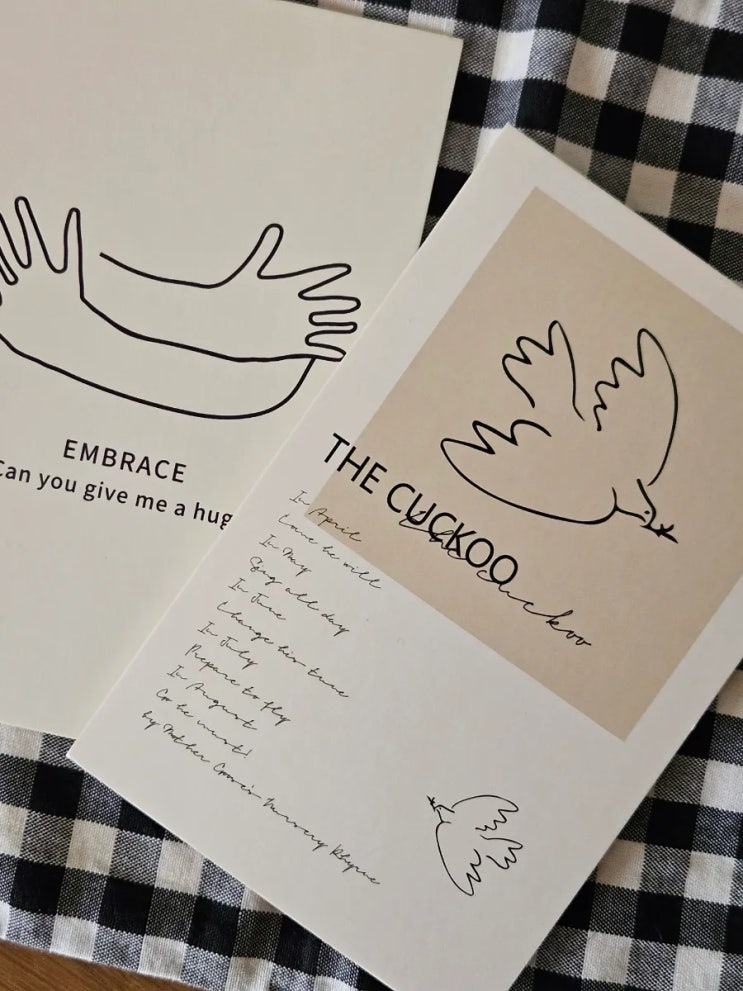 EMBRACE
Can you give me a hug
THE CUCKOO
The Cuckoo
In April
Come he will
In May
Sing all day
In June
Change his tune
In July
Prepare to fly
In August
Go he must!
by Mother Goose's Nursery Rhyme